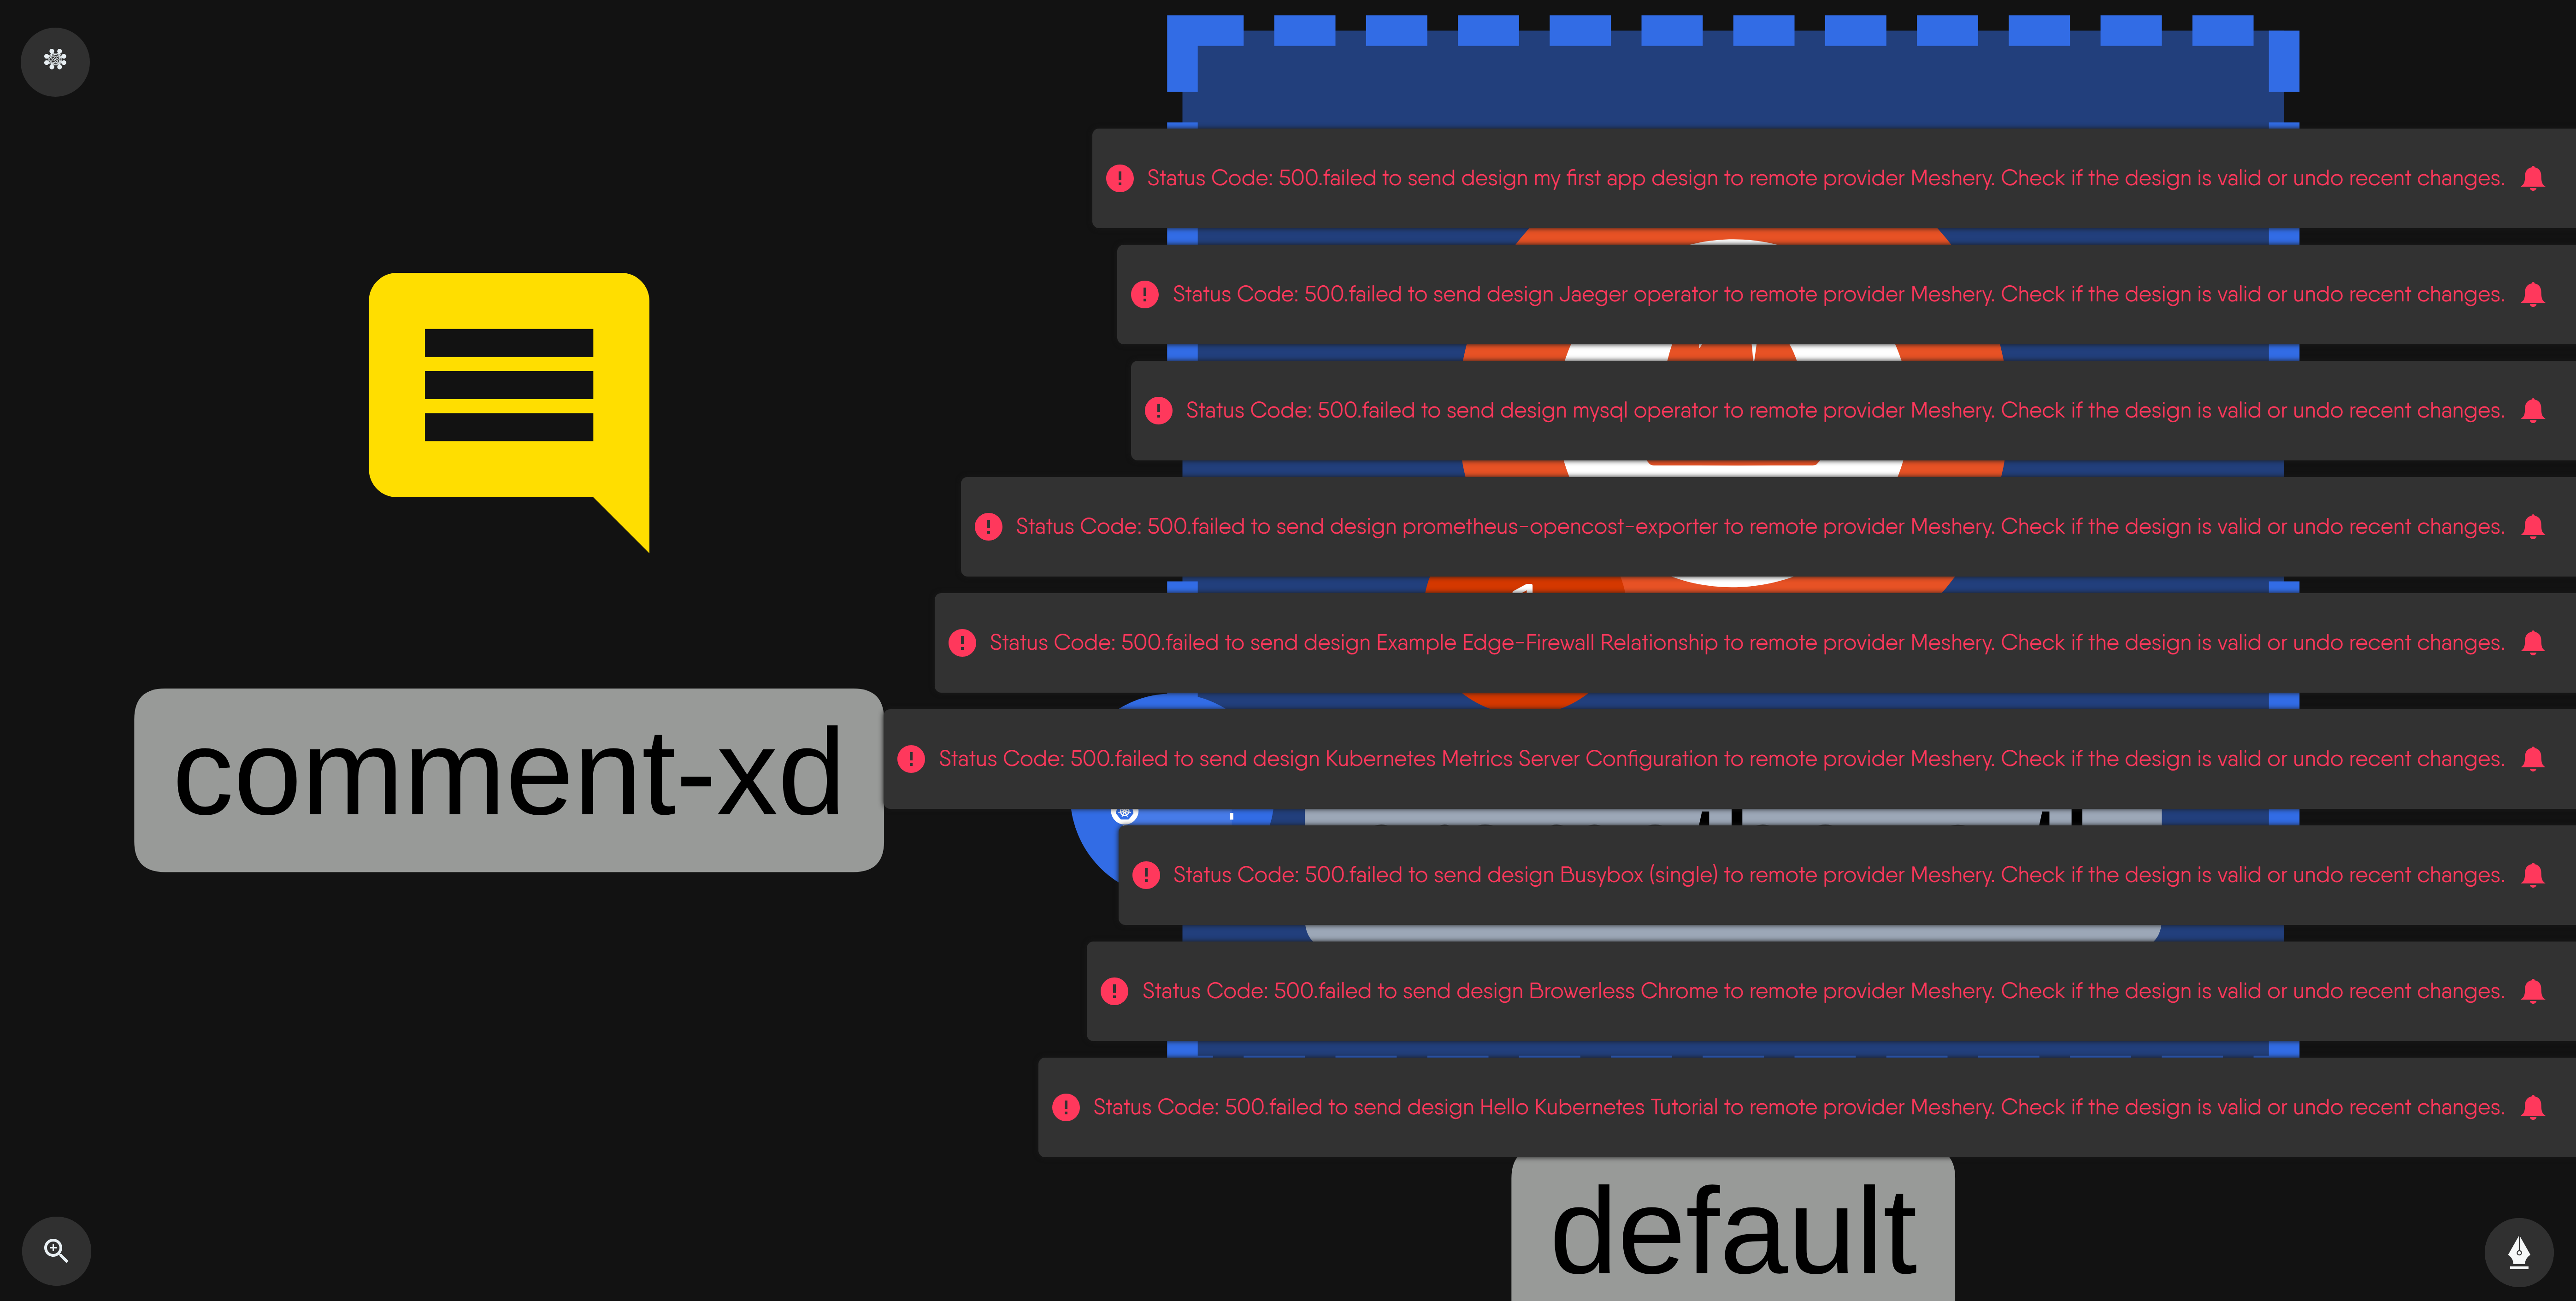 Status Code: 500.failed to send design my first app design to remote provider Meshery. Check if the design is valid or undo recent changes.
Status Code: 500.failed to send design Jaeger operator to remote provider Meshery. Check if the design is valid or undo recent changes.
Status Code: 500.failed to send design mysql operator to remote provider Meshery. Check if the design is valid or undo recent changes.
Status Code: 500.failed to send design prometheus-opencost-exporter to remote provider Meshery. Check if the design is valid or undo recent changes.
Status Code: 500.failed to send design Example Edge-Firewall Relationship to remote provider Meshery. Check if the design is valid or undo recent changes.
comment-xd
Status Code: 500.failed to send design Kubernetes Metrics Server Configuration to remote provider Meshery. Check if the design is valid or undo recent changes.
Status Code: 500.failed to send design Busybox (single) to remote provider Meshery. Check if the design is valid or undo recent changes.
Status Code: 500.failed to send design Browerless Chrome to remote provider Meshery. Check if the design is valid or undo recent changes.
Status Code: 500.failed to send design Hello Kubernetes Tutorial to remote provider Meshery. Check if the design is valid or undo recent changes.
default